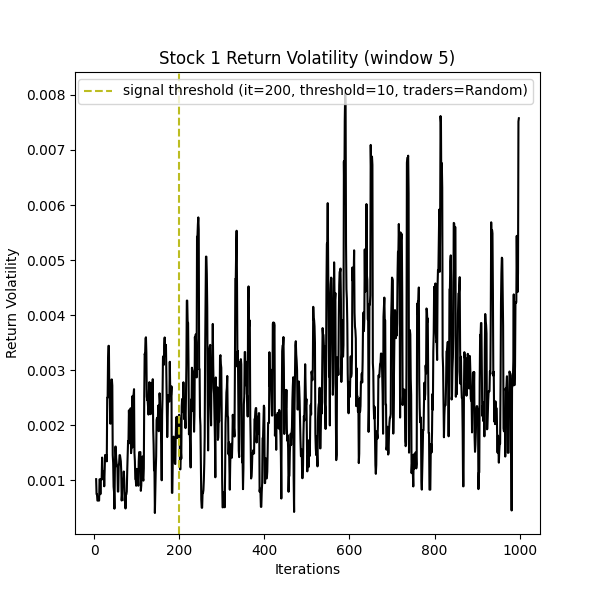 Stock 1 Return Volatility (window 5)
signal threshold (it=200, threshold=10, traders=Random)
0.008
0.007
0.006
0.005
0.004
0.003
0.002
0.001
Return Volatility
0 200 400 600 800 1000
Iterations